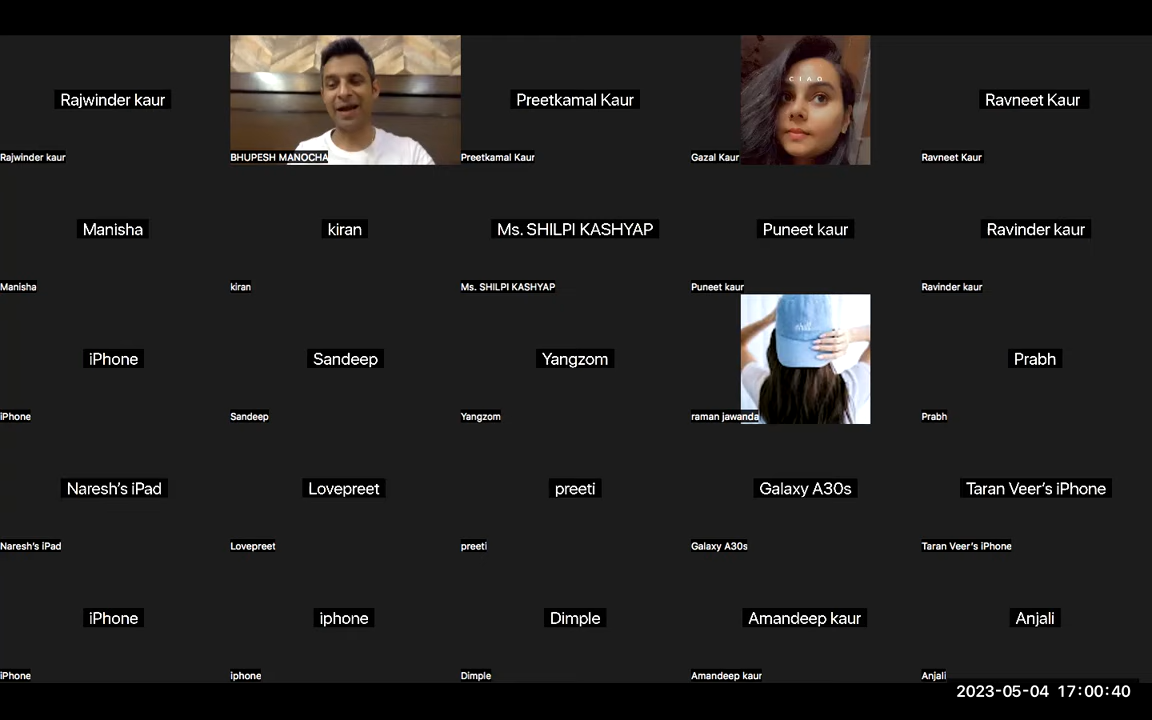 Rajwinder kaur
Preetkamal Kaur
CIAO
Ravneet Kaur
Rajwinder kaur
BHUPESH MANOCHA
Preetkamal Kaur
Gazal Kaur
Ravneet Kaur
Manisha
kiran
Ms. SHILPI KASHYAP
Puneet kaur
Ravinder kaur
Manisha
kiran
Ms. SHILPI KASHYAP
Puneet kaur
Ravinder kaur
iPhone
Sandeep
Yangzom
Prabh
iPhone
Sandeep
Yangzom
raman jawanda
Prabh
Naresh’s iPad
Lovepreet
preeti
Galaxy A30s
Taran Veer’s iPhone
Naresh’s iPad
Lovepreet
preeti
Galaxy A30s
Taran Veer’s iPhone
iPhone
iphone
Dimple
Amandeep kaur
Anjali
iPhone
iphone
Dimple
Amandeep kaur
Anjali
2023-05-04 17:00:40